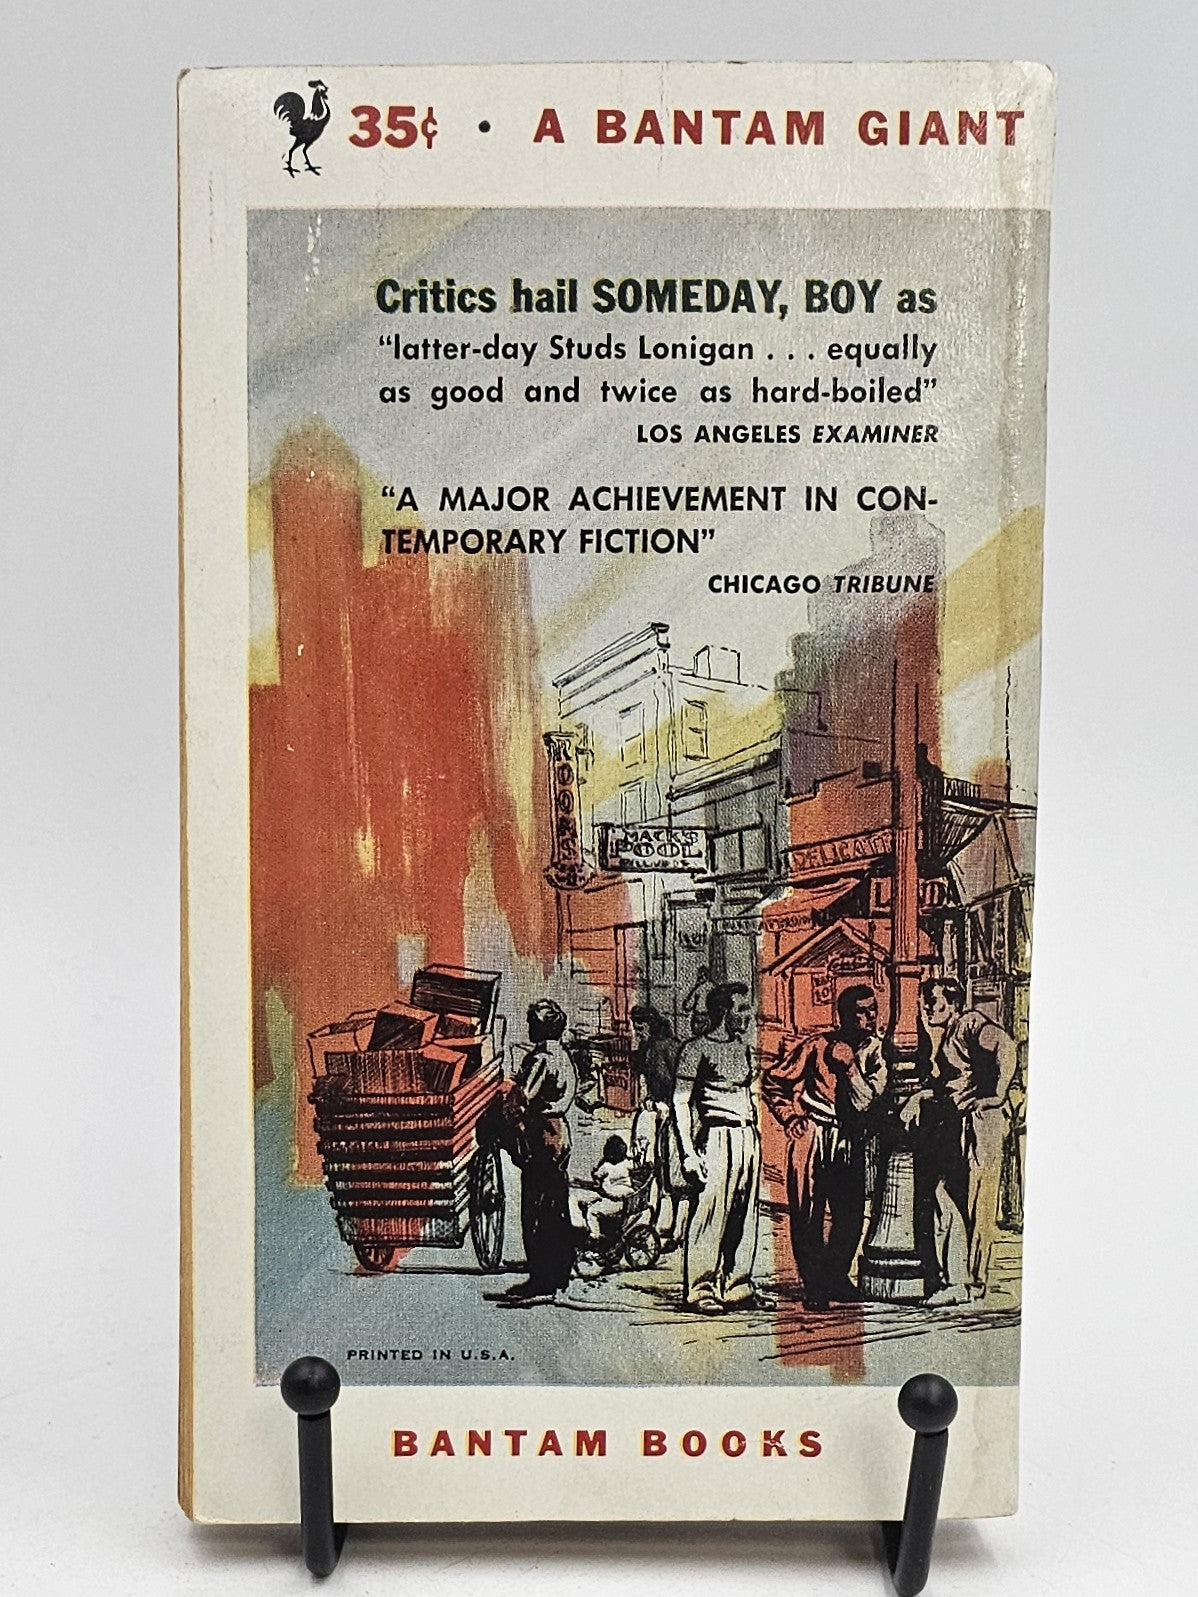 35¢ • A BANTAM GIANT
Critics hail SOMEDAY, BOY as
“latter-day Studs Lonigan . . . equally
as good and twice as hard-boiled”
LOS ANGELES EXAMINER
“A MAJOR ACHIEVEMENT IN CON-
TEMPORARY FICTION”
CHICAGO TRIBUNE
MACK'S
POOL
PRINTED IN U.S.A.
BANTAM BOOKS